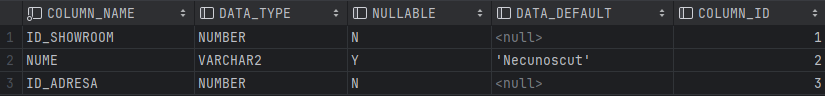 COLUMN_NAME DATA_TYPE NULLABLE DATA_DEFAULT COLUMN_ID
1 ID_SHOWROOM NUMBER N <null> 1
2 NUME VARCHAR2 Y 'Necunoscut' 2
3 ID_ADRESA NUMBER N <null> 3